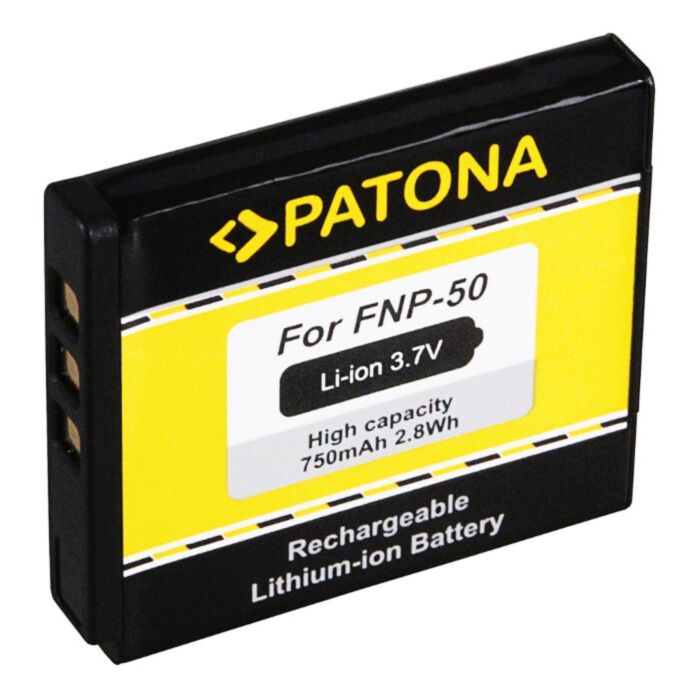 PATONA
For FNP-50
Li-ion 3.7V
High capacity
750mAh 2.8Wh
Rechargeable
Lithium-ion Battery